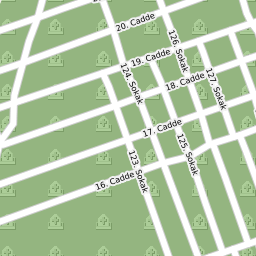 20. Cadde
126. Sokak
19. Cadde
124. Sokak
127. Sokak
18. Cadde
17. Cadde
125. Sokak
123. Sokak
16. Cadde